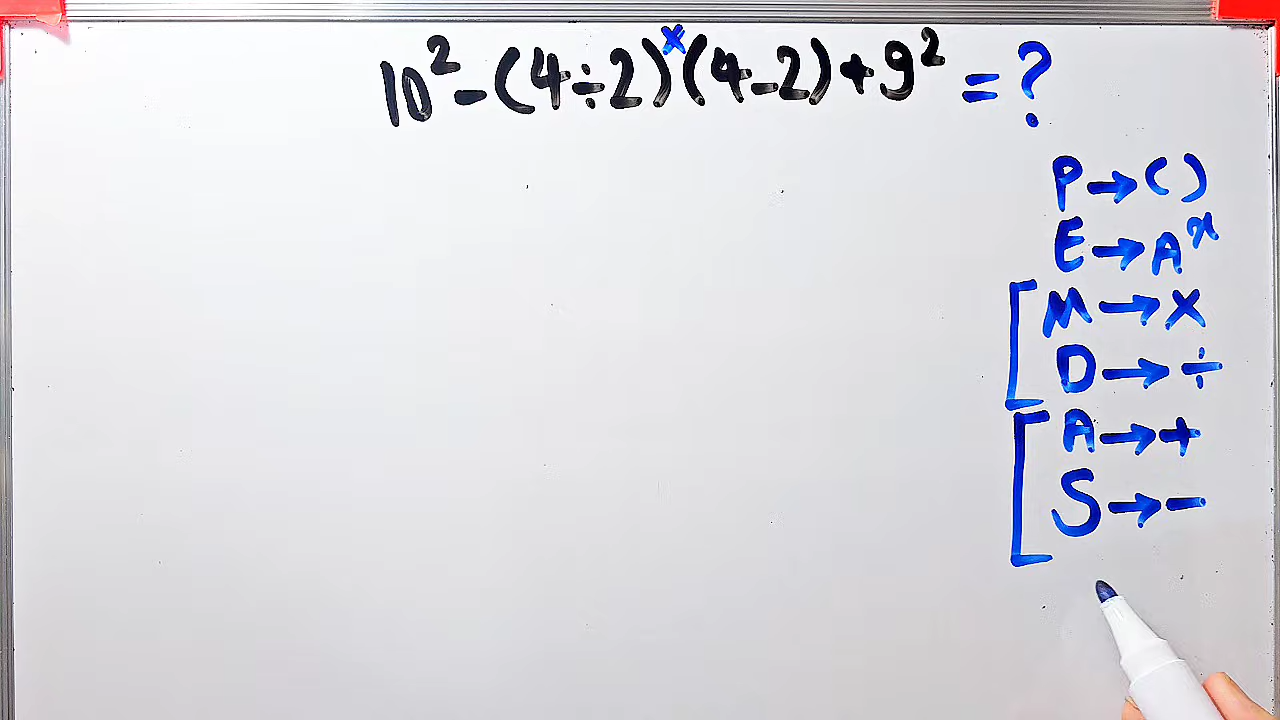 10² - (4÷2)×(4-2)+9² = ?
P → ( )
E → Aˣ
M → ×
D → ÷
A → +
S → -